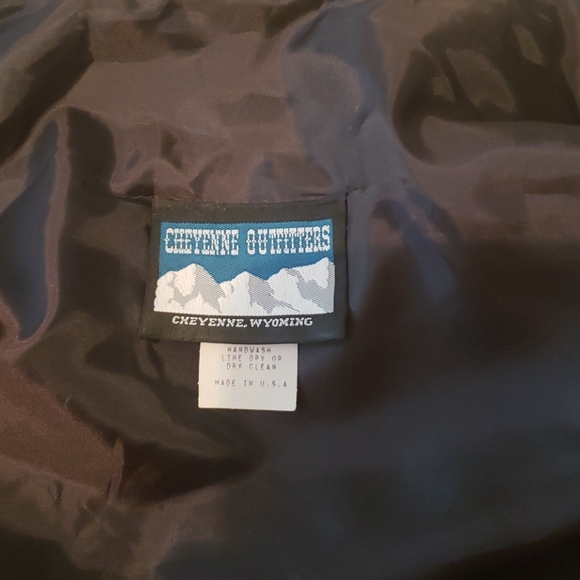 CHEYENNE OUTFITTERS
CHEYENNE, WYOMING
HANDWASH
LINE DRY OR
DRY CLEAN
MADE IN U.S.A